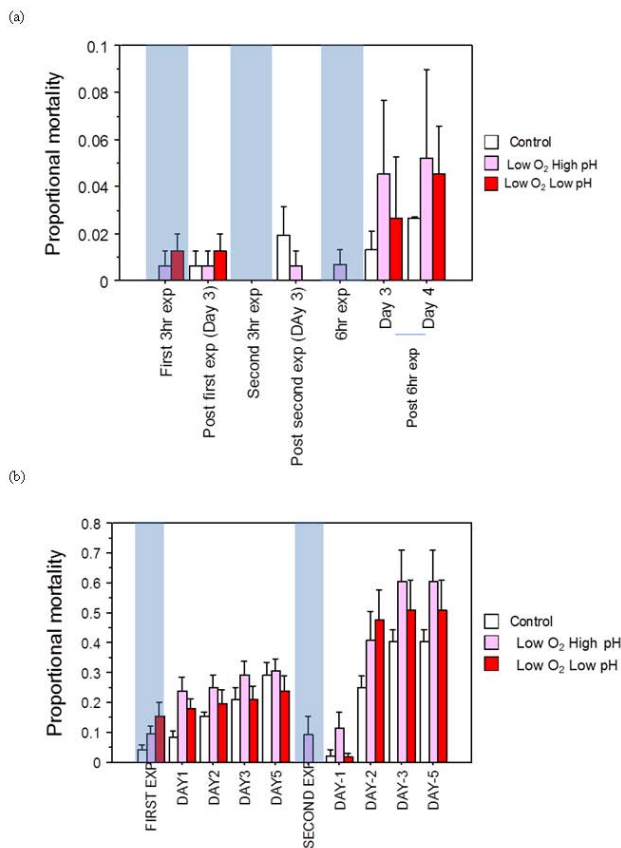 (a)
Proportional mortality
0.1
0.08
0.06
0.04
0.02
0
Control
Low O2 High pH
Low O2 Low pH
First 3hr exp
Post first exp (Day 3)
Second 3hr exp
Post second exp (DAy 3)
6hr exp
Day 3
Day 4
Post 6hr exp
(b)
Proportional mortality
0.8
0.7
0.6
0.5
0.4
0.3
0.2
0.1
0
Control
Low O2 High pH
Low O2 Low pH
FIRST EXP
DAY1
DAY2
DAY3
DAY5
SECOND EXP
DAY-1
DAY-2
DAY-3
DAY-5